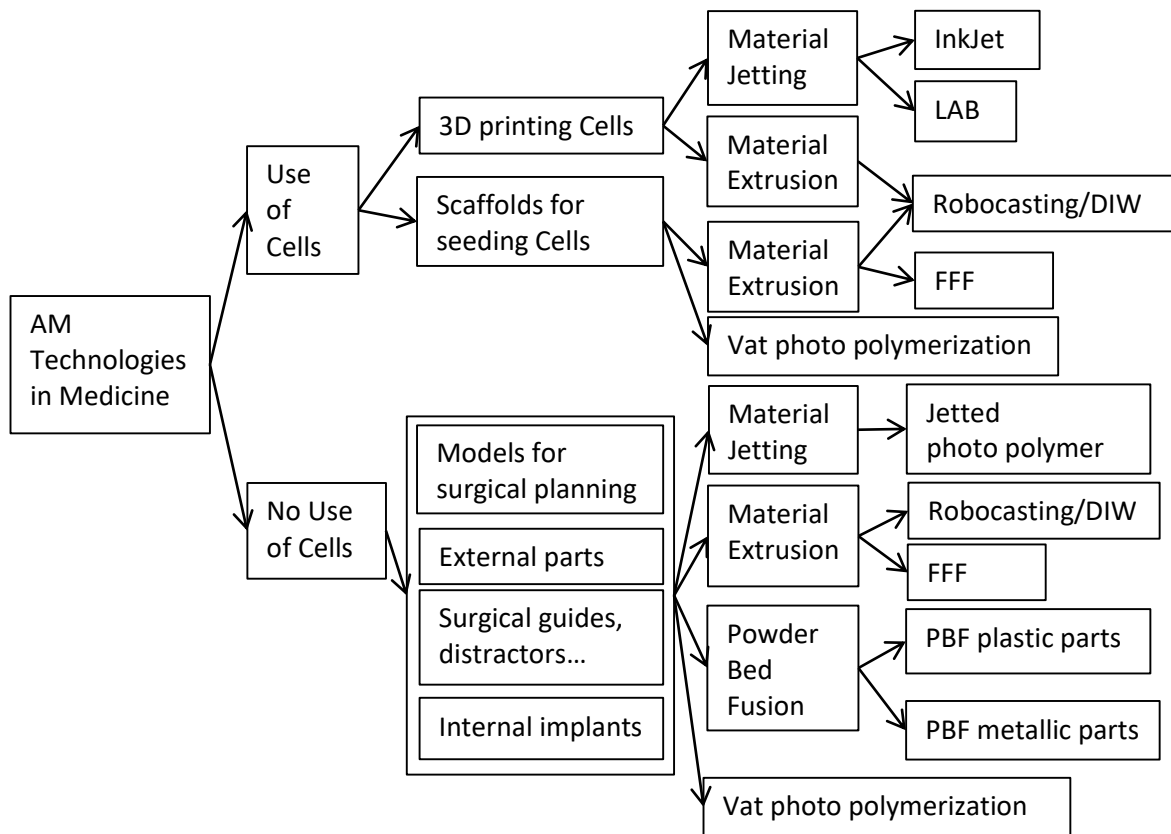 AM
Technologies
in Medicine
Use
of
Cells
3D printing Cells
Scaffolds for
seeding Cells
Material
Jetting
InkJet
LAB
Material
Extrusion
Robocasting/DIW
Material
Extrusion
FFF
Vat photo polymerization
No Use
of Cells
Models for
surgical planning
External parts
Surgical guides,
distractors...
Internal implants
Material
Jetting
Jetted
photo polymer
Material
Extrusion
Robocasting/DIW
FFF
Powder
Bed
Fusion
PBF plastic parts
PBF metallic parts
Vat photo polymerization